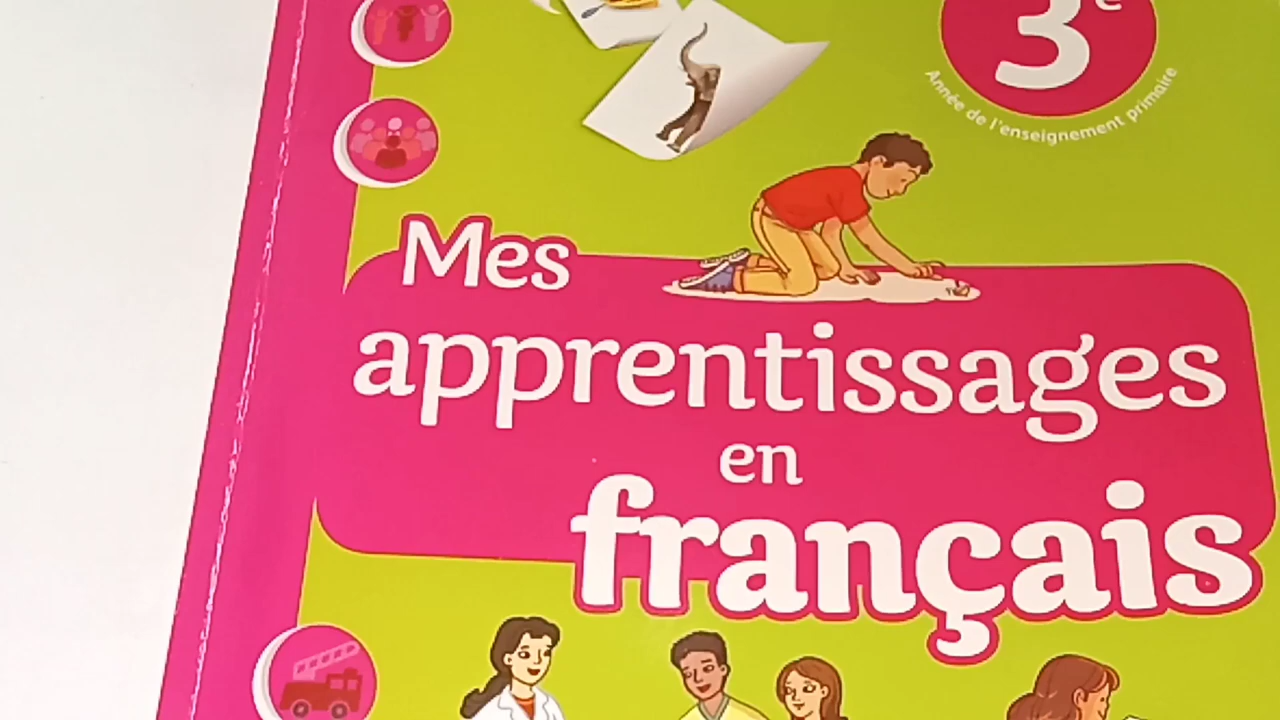 3e
Année de l'enseignement primaire
Mes
apprentissages
en
français